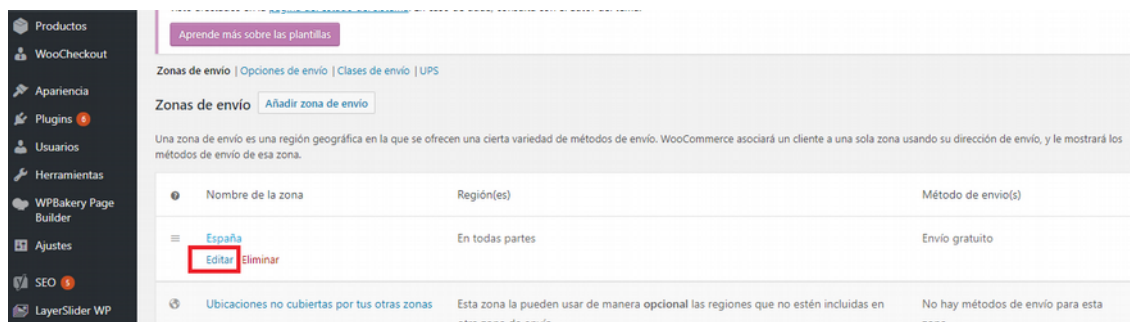 Productos
WooCheckout
Apariencia
Plugins 6
Usuarios
Herramientas
WPBakery Page
Builder
Ajustes
SEO 5
LayerSlider WP
Aprende más sobre las plantillas
Zonas de envío | Opciones de envío | Clases de envío | UPS
Zonas de envío Añadir zona de envío
Una zona de envío es una región geográfica en la que se ofrecen una cierta variedad de métodos de envío. WooCommerce asociará un cliente a una sola zona usando su dirección de envío, y le mostrará los
métodos de envío de esa zona.
Nombre de la zona Región(es) Método de envio(s)
España En todas partes Envío gratuito
Editar Eliminar
Ubicaciones no cubiertas por tus otras zonas Esta zona la pueden usar de manera opcional las regiones que no estén incluidas en No hay métodos de envío para esta